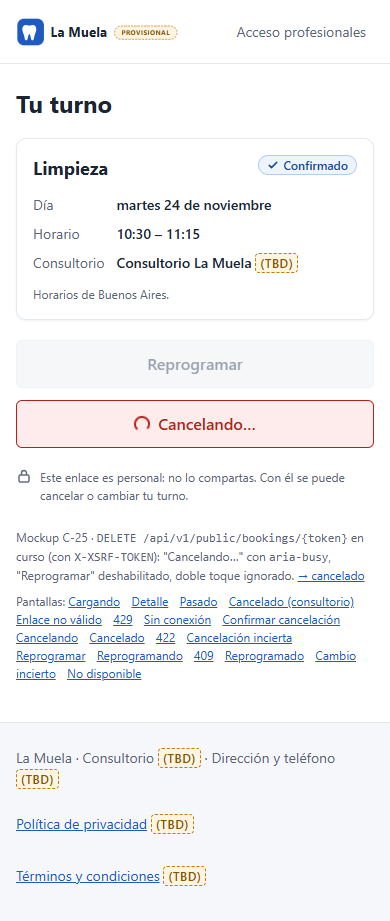 La Muela PROVISIONAL Acceso profesionales
Tu turno
Limpieza Confirmado
Día martes 24 de noviembre
Horario 10:30 – 11:15
Consultorio Consultorio La Muela (TBD)
Horarios de Buenos Aires.
Reprogramar
Cancelando…
Este enlace es personal: no lo compartas. Con él se puede
cancelar o cambiar tu turno.
Mockup C-25 · DELETE /api/v1/public/bookings/{token} en
curso (con X-XSRF-TOKEN): "Cancelando…" con aria-busy,
"Reprogramar" deshabilitado, doble toque ignorado. → cancelado
Pantallas: Cargando Detalle Pasado Cancelado (consultorio)
Enlace no válido 429 Sin conexión Confirmar cancelación
Cancelando Cancelado 422 Cancelación incierta
Reprogramar Reprogramando 409 Reprogramado Cambio
incierto No disponible
La Muela · Consultorio (TBD) · Dirección y teléfono
(TBD)
Política de privacidad (TBD)
Términos y condiciones (TBD)